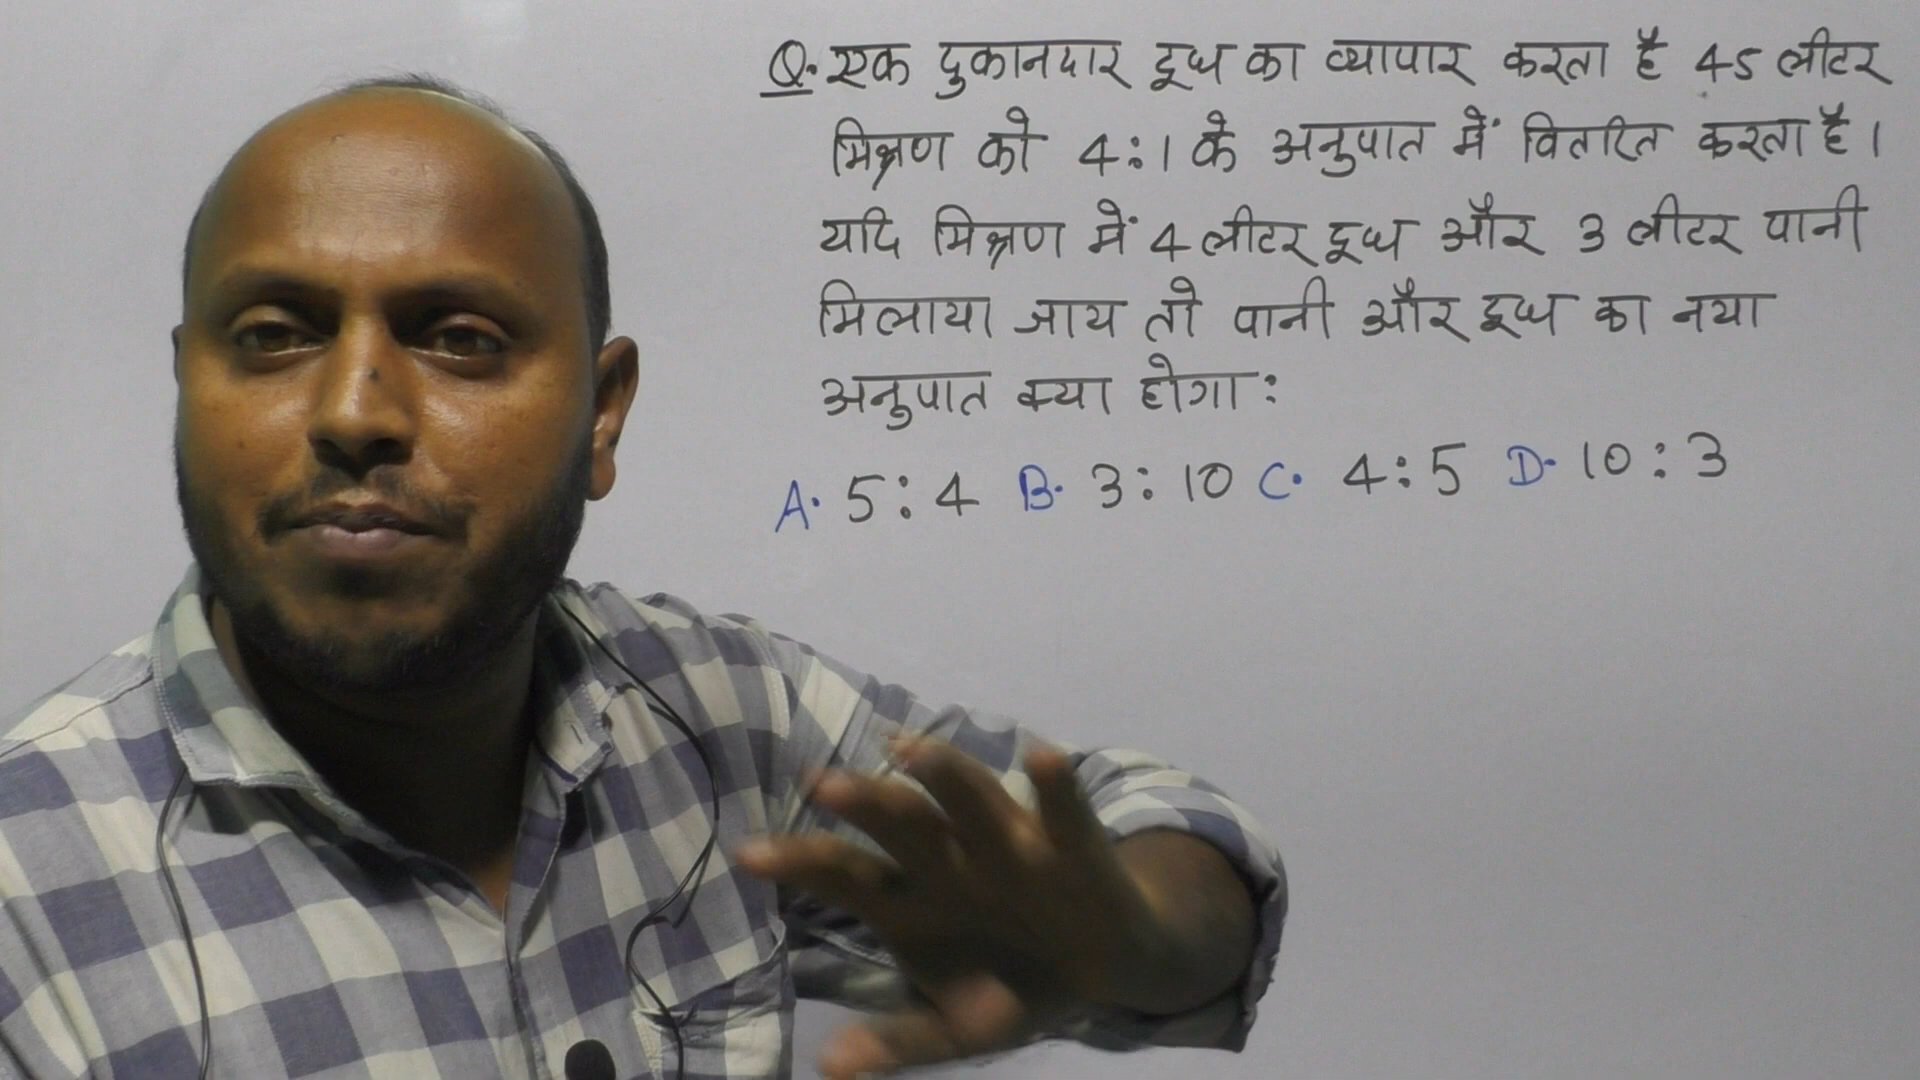 Q. एक दुकानदार दूध का व्यापार करता है 45 लीटर
मिश्रण को 4:1 के अनुपात में वितरित करता है।
यदि मिश्रण में 4 लीटर दूध और 3 लीटर पानी
मिलाया जाय तो पानी और दूध का नया
अनुपात क्या होगा:
A. 5:4 B. 3:10 C. 4:5 D. 10:3